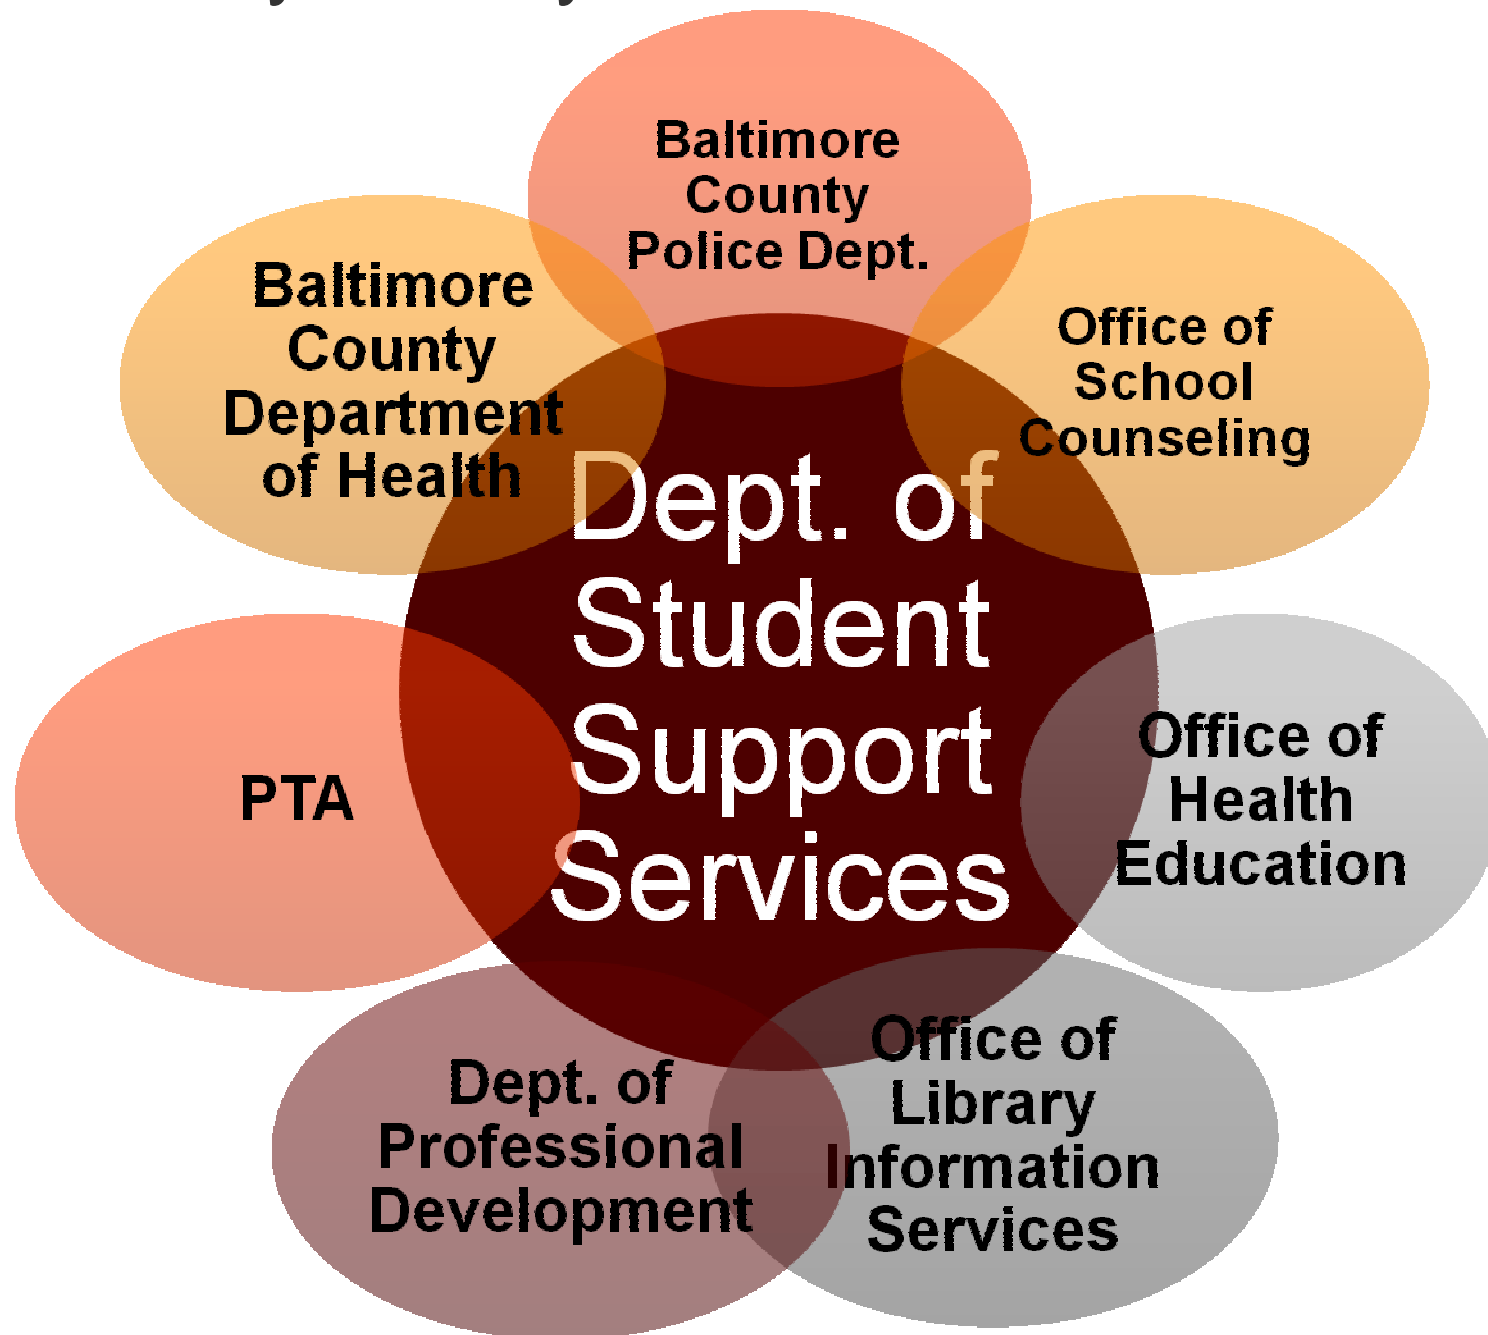 Baltimore
County
Police Dept.
Baltimore
County
Department
of Health
Office of
School
Counseling
Dept. of
Student
Support
Services
PTA
Office of
Health
Education
Dept. of
Professional
Development
Office of
Library
Information
Services